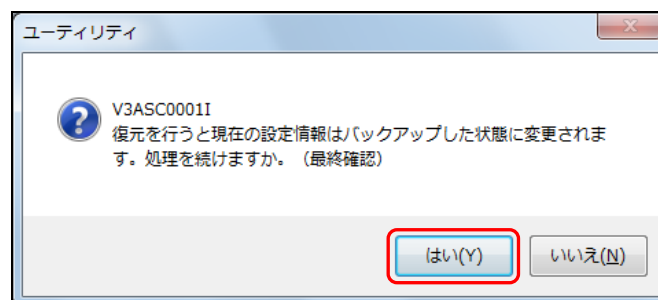 ユーティリティ
V3ASC0001I
復元を行うと現在の設定情報はバックアップした状態に変更されま
す。処理を続けますか。（最終確認）
はい(Y) いいえ(N)